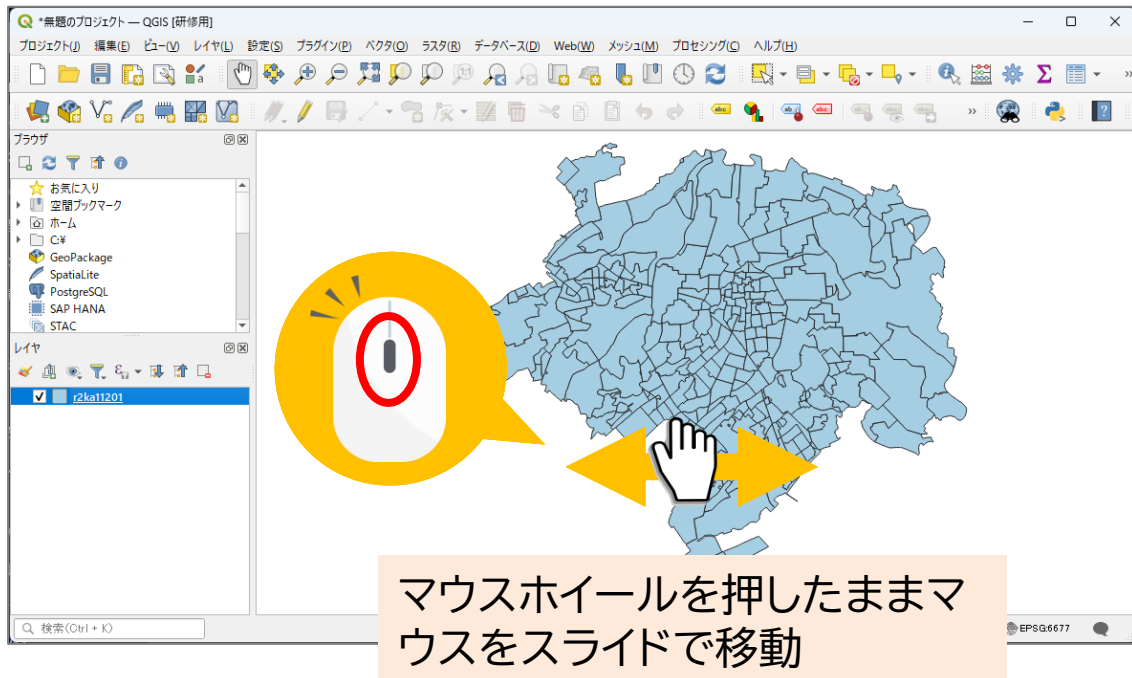 *無題のプロジェクト — QGIS [研修用]
プロジェクト(J) 編集(E) ビュー(V) レイヤ(L) 設定(S) プラグイン(P) ベクタ(O) ラスタ(R) データベース(D) Web(W) メッシュ(M) プロセシング(C) ヘルプ(H)
ブラウザ
お気に入り
空間ブックマーク
ホーム
C:¥
GeoPackage
SpatiaLite
PostgreSQL
SAP HANA
STAC
レイヤ
r2ka11201
マウスホイールを押したままマ
ウスをスライドで移動
検索(Ctrl + K)
EPSG:6677